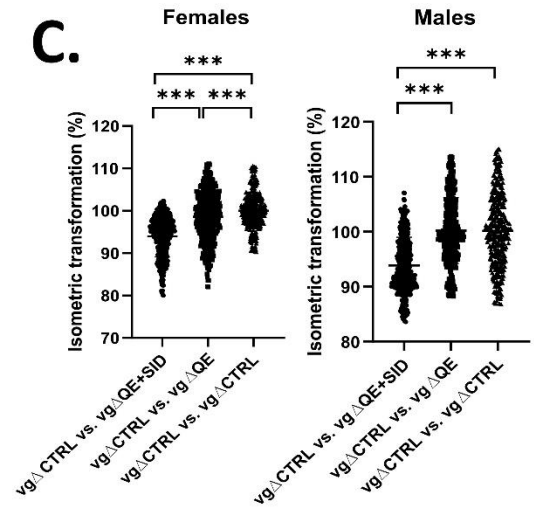 C.
Females
Males
***
***
***
***
***
Isometric transformation (%)
120
110
100
90
80
70
vg△ CTRL vs. vg△QE+SID
vg△CTRL vs. vg△QE
vg△CTRL vs. vg△CTRL
Isometric transformation (%)
120
110
100
90
80
vg△ CTRL vs. vg△QE+SID
vg△CTRL vs. vg△QE
vg△CTRL vs. vg△CTRL